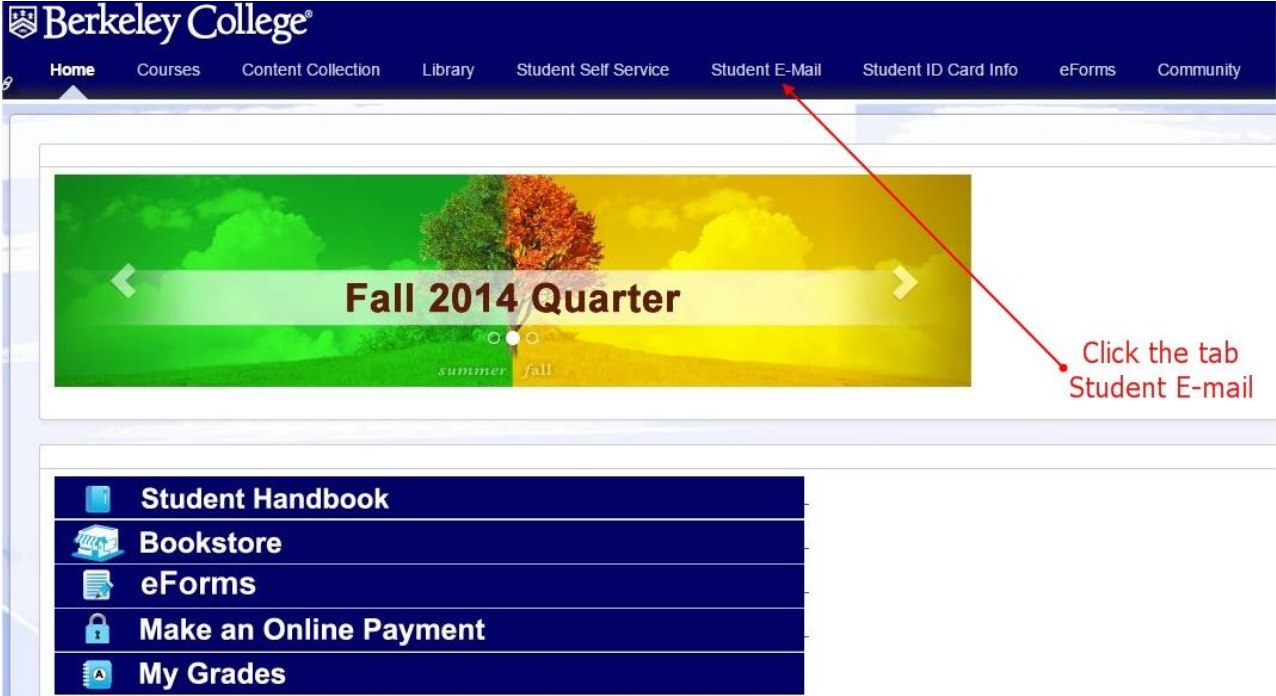 Berkeley College®
Home Courses Content Collection Library Student Self Service Student E-Mail Student ID Card Info eForms Community
Fall 2014 Quarter
summer fall
Click the tab
Student E-mail
Student Handbook
Bookstore
eForms
Make an Online Payment
My Grades